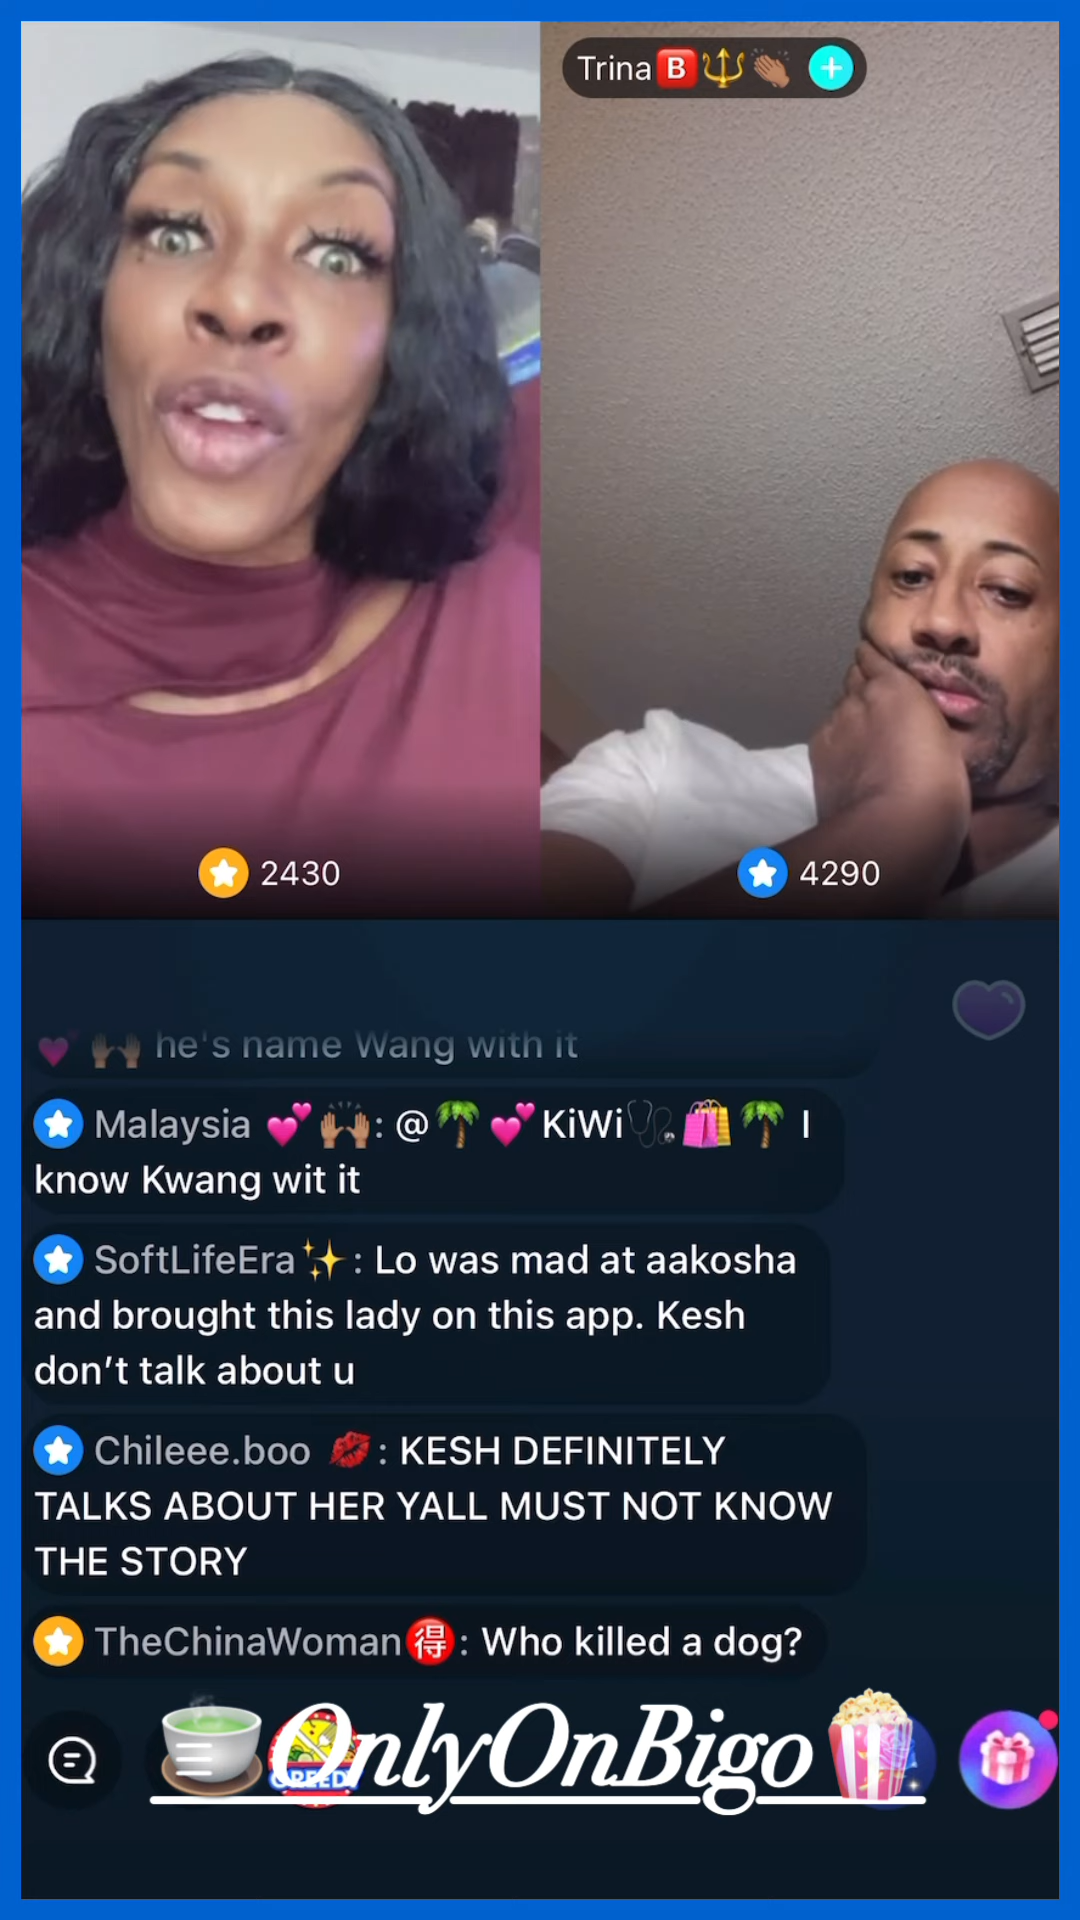 Trina🅱️🔱👏🏽
2430
4290
💕 🙌🏽 he's name Wang with it
Malaysia 💕🙌🏽: @🌴💕KiWi🩺🛍️🌴 I
know Kwang wit it
SoftLifeEra✨: Lo was mad at aakosha
and brought this lady on this app. Kesh
don’t talk about u
Chileee.boo 💋: KESH DEFINITELY
TALKS ABOUT HER YALL MUST NOT KNOW
THE STORY
TheChinaWoman🉐: Who killed a dog?
🍵OnlyOnBigo🍿
GREEDY